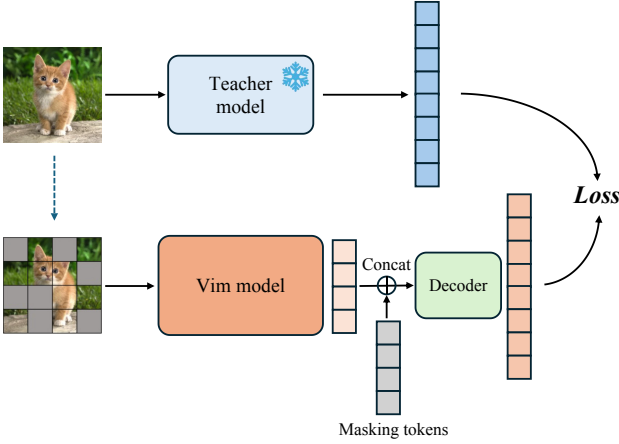 Teacher
model
Loss
Vim model
Concat
Decoder
Masking tokens